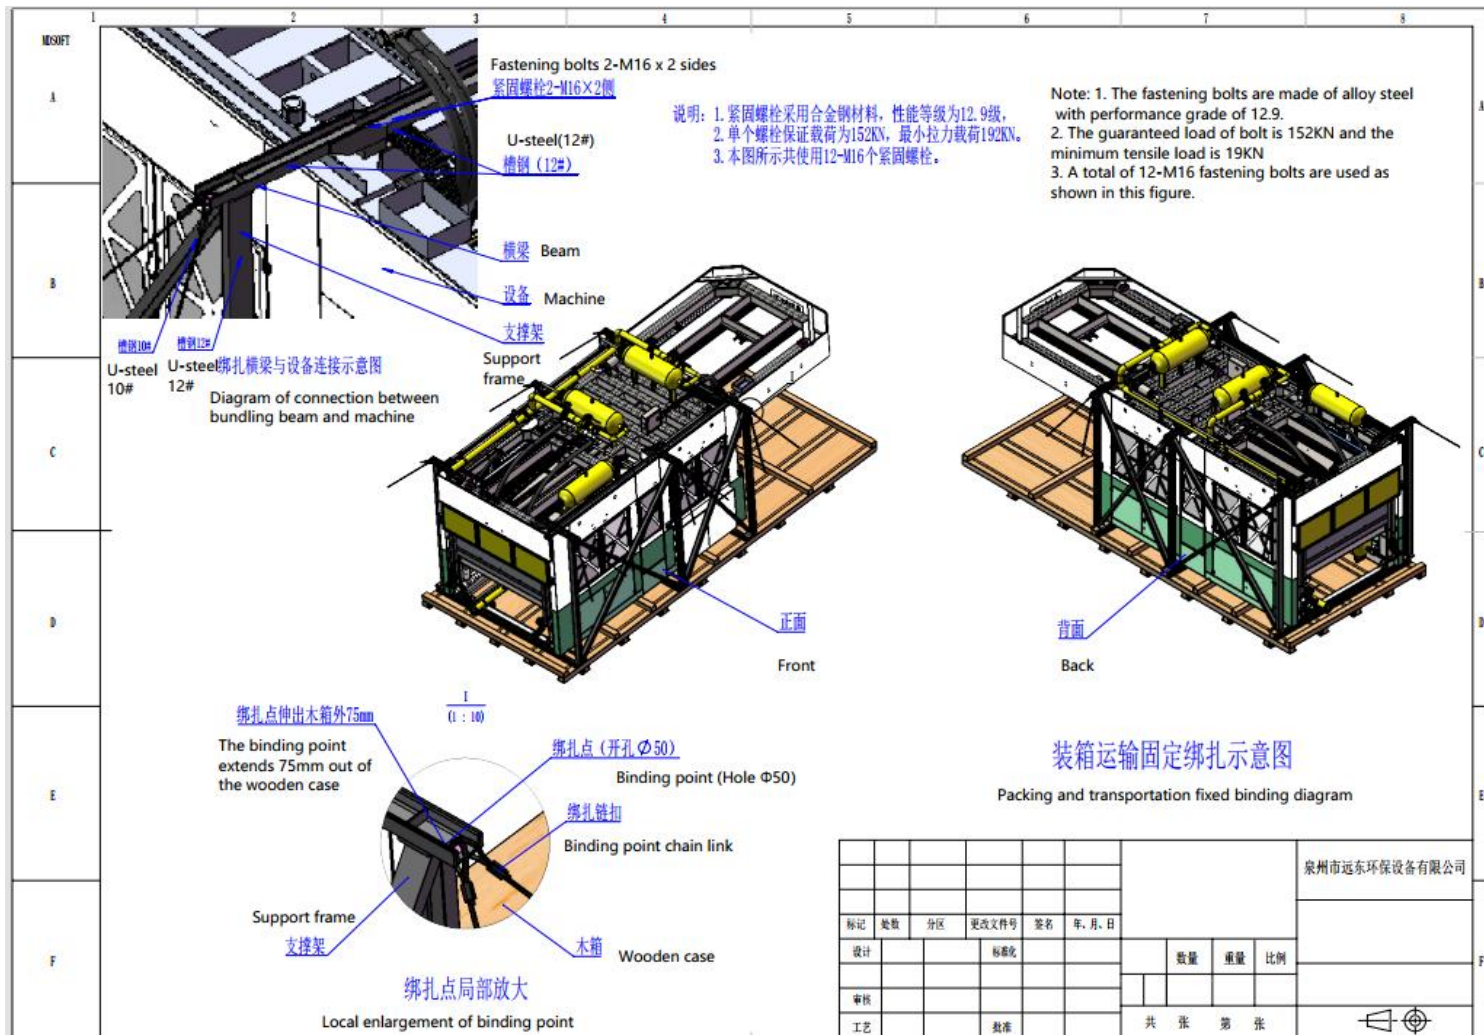 1 2 3 4 5 6 7 8
MDSOFT
A
B
C
D
E
F
A
B
C
D
E
F
Fastening bolts 2-M16 x 2 sides
紧固螺栓2-M16×2侧
U-steel(12#)
槽钢（12#）
横梁 Beam
设备 Machine
支撑架
Support
frame
槽钢10#
槽钢12#
U-steel
10#
U-steel
12#
绑扎横梁与设备连接示意图
Diagram of connection between
bundling beam and machine
说明：1. 紧固螺栓采用合金钢材料，性能等级为12.9级，
2. 单个螺栓保证载荷为152KN，最小拉力载荷192KN。
3. 本图所示共使用12-M16个紧固螺栓。
Note: 1. The fastening bolts are made of alloy steel
with performance grade of 12.9.
2. The guaranteed load of bolt is 152KN and the
minimum tensile load is 19KN
3. A total of 12-M16 fastening bolts are used as
shown in this figure.
I
正面
Front
背面
Back
I
(1 : 10)
绑扎点伸出木箱外75mm
The binding point
extends 75mm out of
the wooden case
绑扎点（开孔Φ50）
Binding point (Hole Φ50)
绑扎链扣
Binding point chain link
Support frame
支撑架
木箱 Wooden case
绑扎点局部放大
Local enlargement of binding point
装箱运输固定绑扎示意图
Packing and transportation fixed binding diagram
泉州市远东环保设备有限公司
标记 处数 分区 更改文件号 签名 年、月、日
设计 标准化
数量 重量 比例
审核
工艺 批准
共 张 第 张